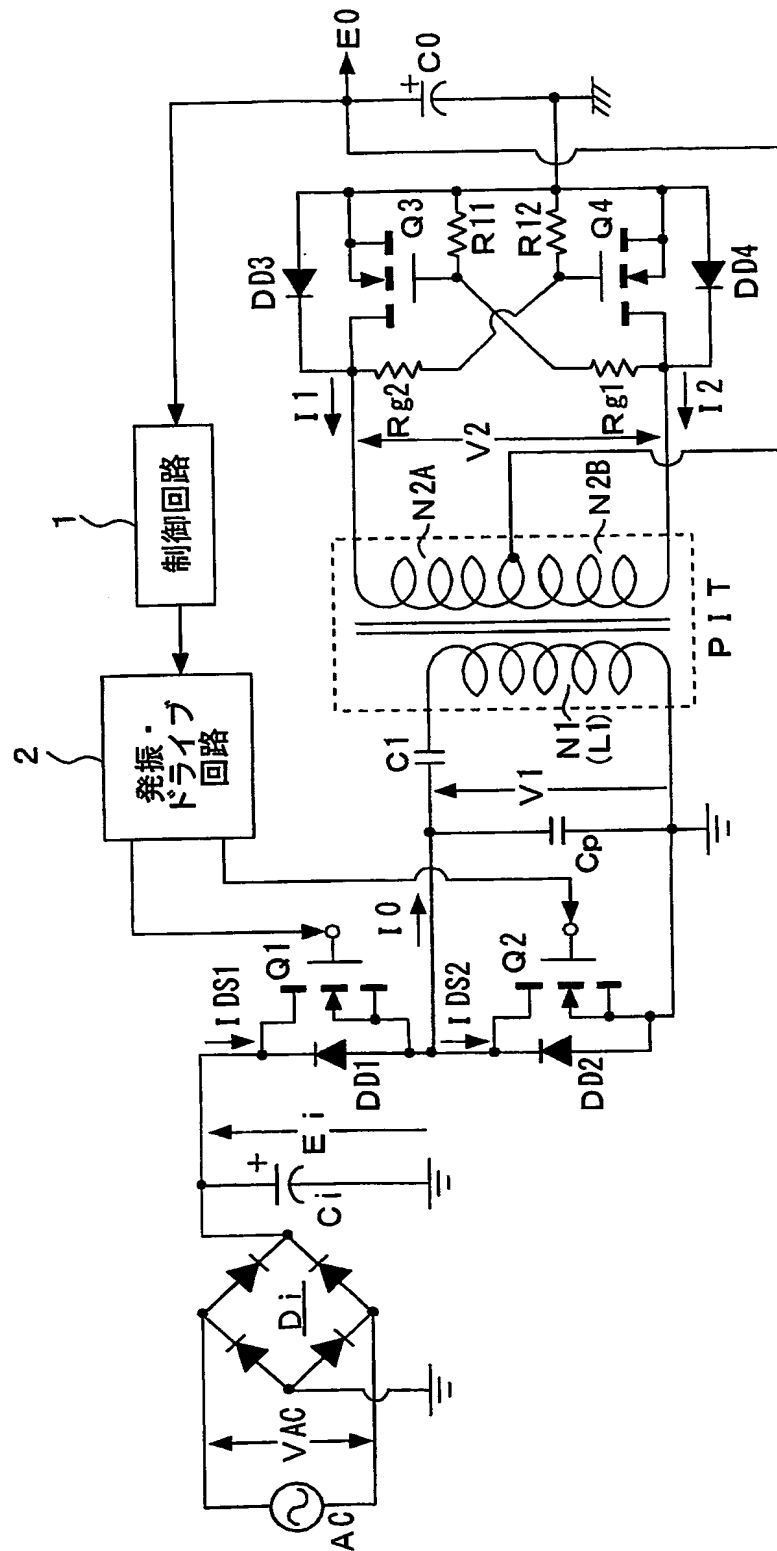 1
制御回路
2
発振・
ドライブ
回路
E0
C0
+
DD3
Q3
R11
R12
Q4
DD4
I1
Rg2
Rg1
I2
V2
N2A
N2B
PIT
N1
(L1)
C1
V1
Cp
I0
IDS1
Q1
DD1
IDS2
Q2
DD2
Ei
+
Ci
Di
VAC
AC